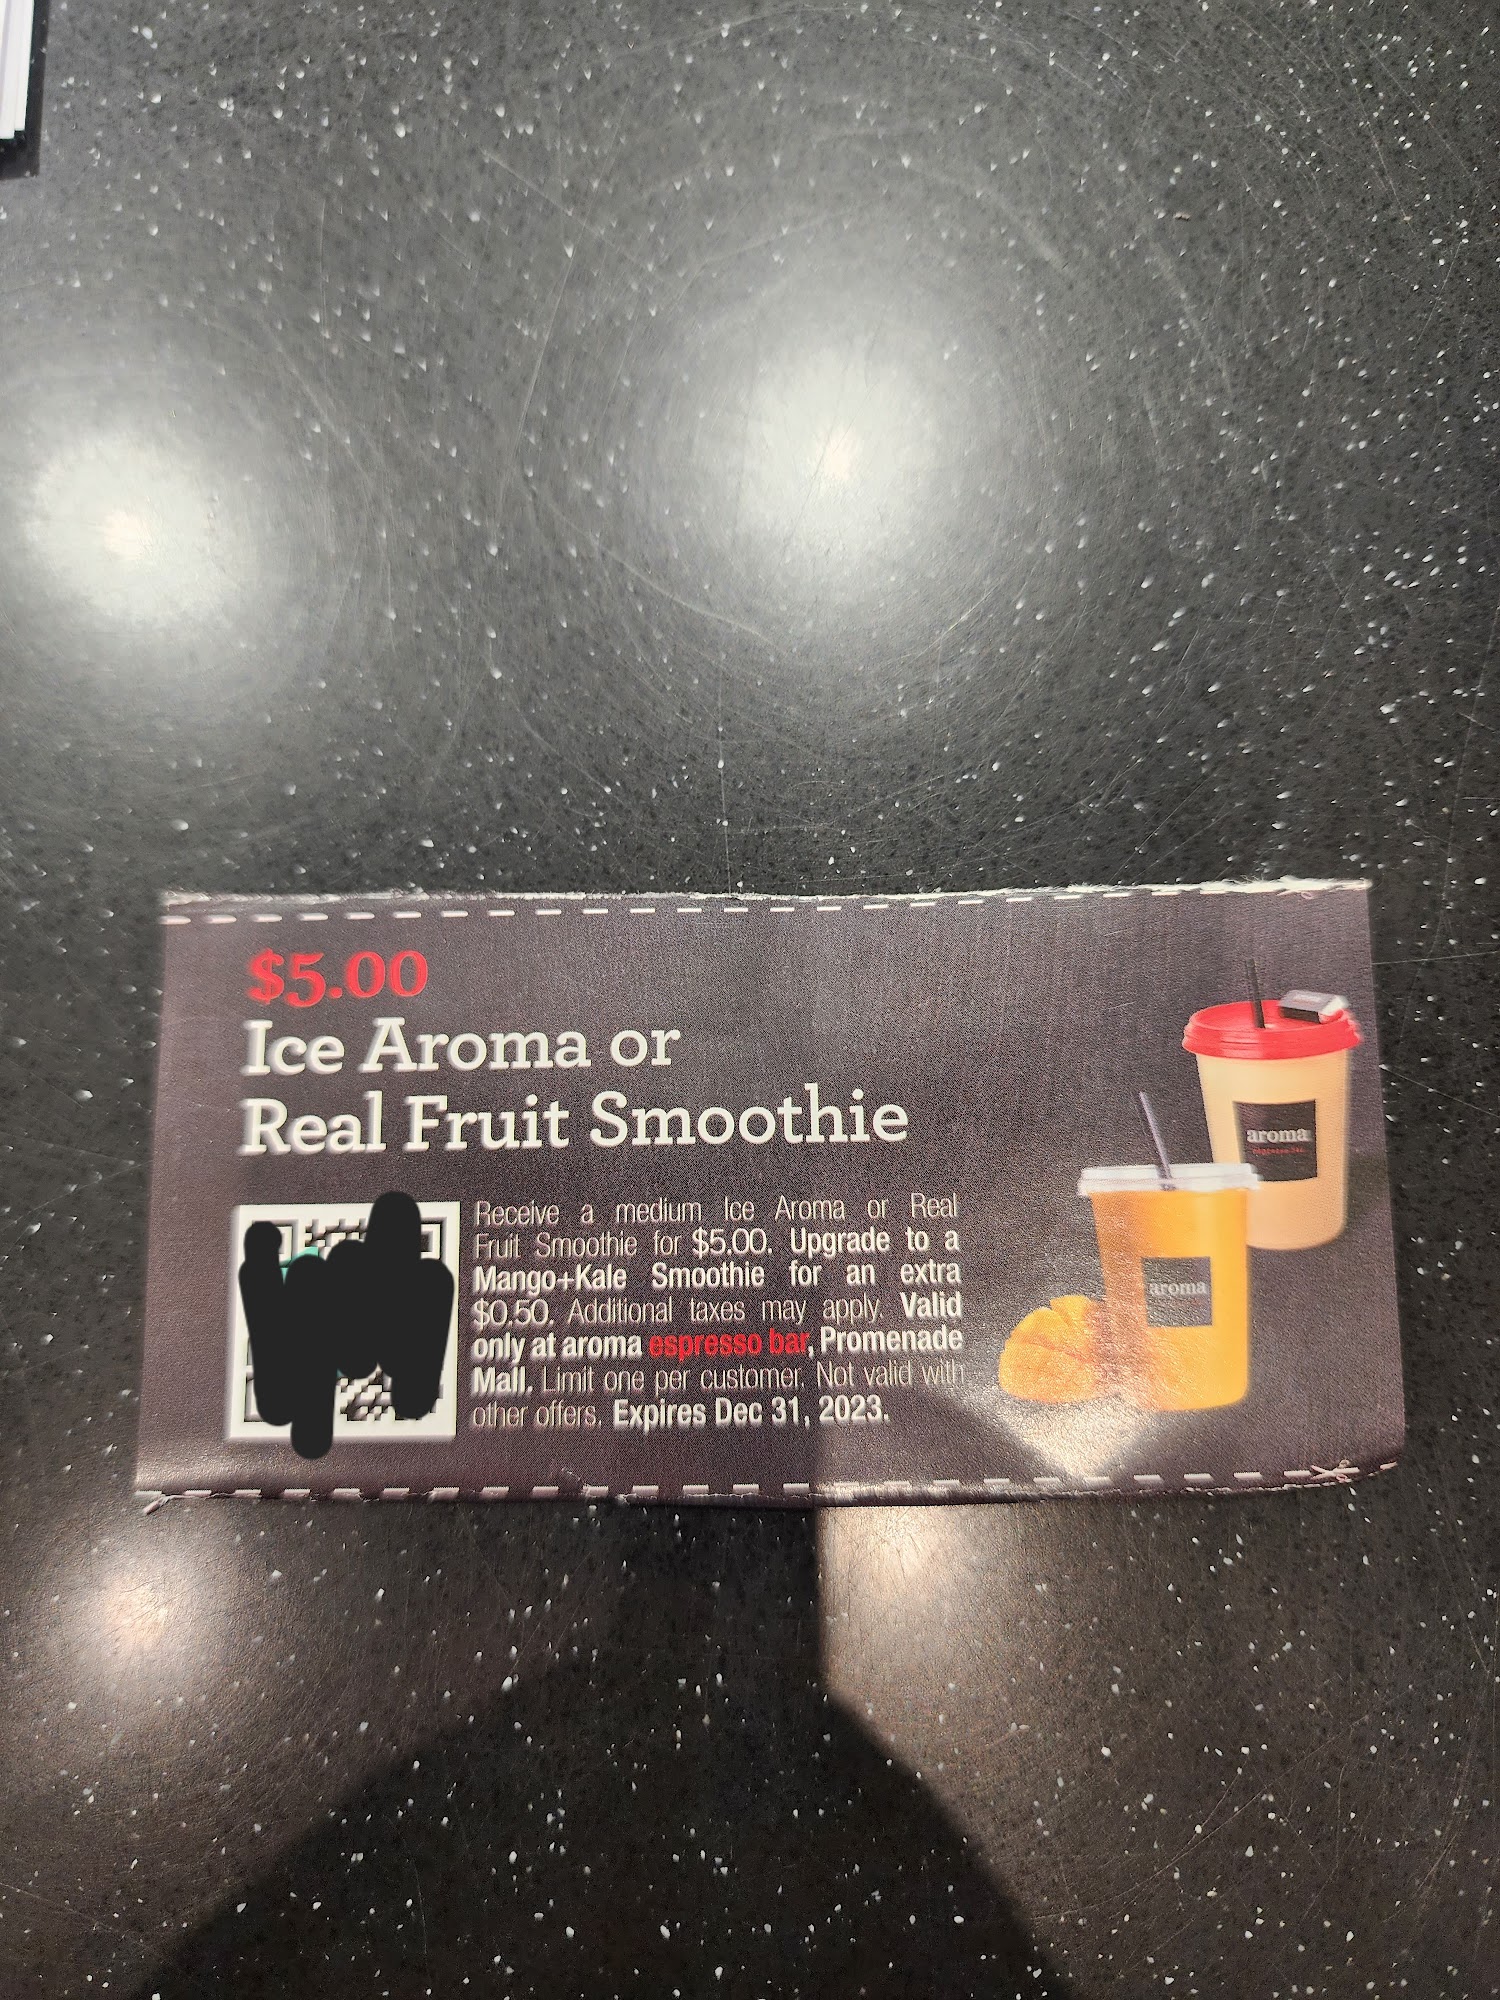 $5.00
Ice Aroma or
Real Fruit Smoothie
Receive a medium Ice Aroma or Real
Fruit Smoothie for $5.00. Upgrade to a
Mango+Kale Smoothie for an extra
$0.50. Additional taxes may apply. Valid
only at aroma espresso bar, Promenade
Mall. Limit one per customer. Not valid with
other offers. Expires Dec 31, 2023.
aroma
espresso bar
aroma